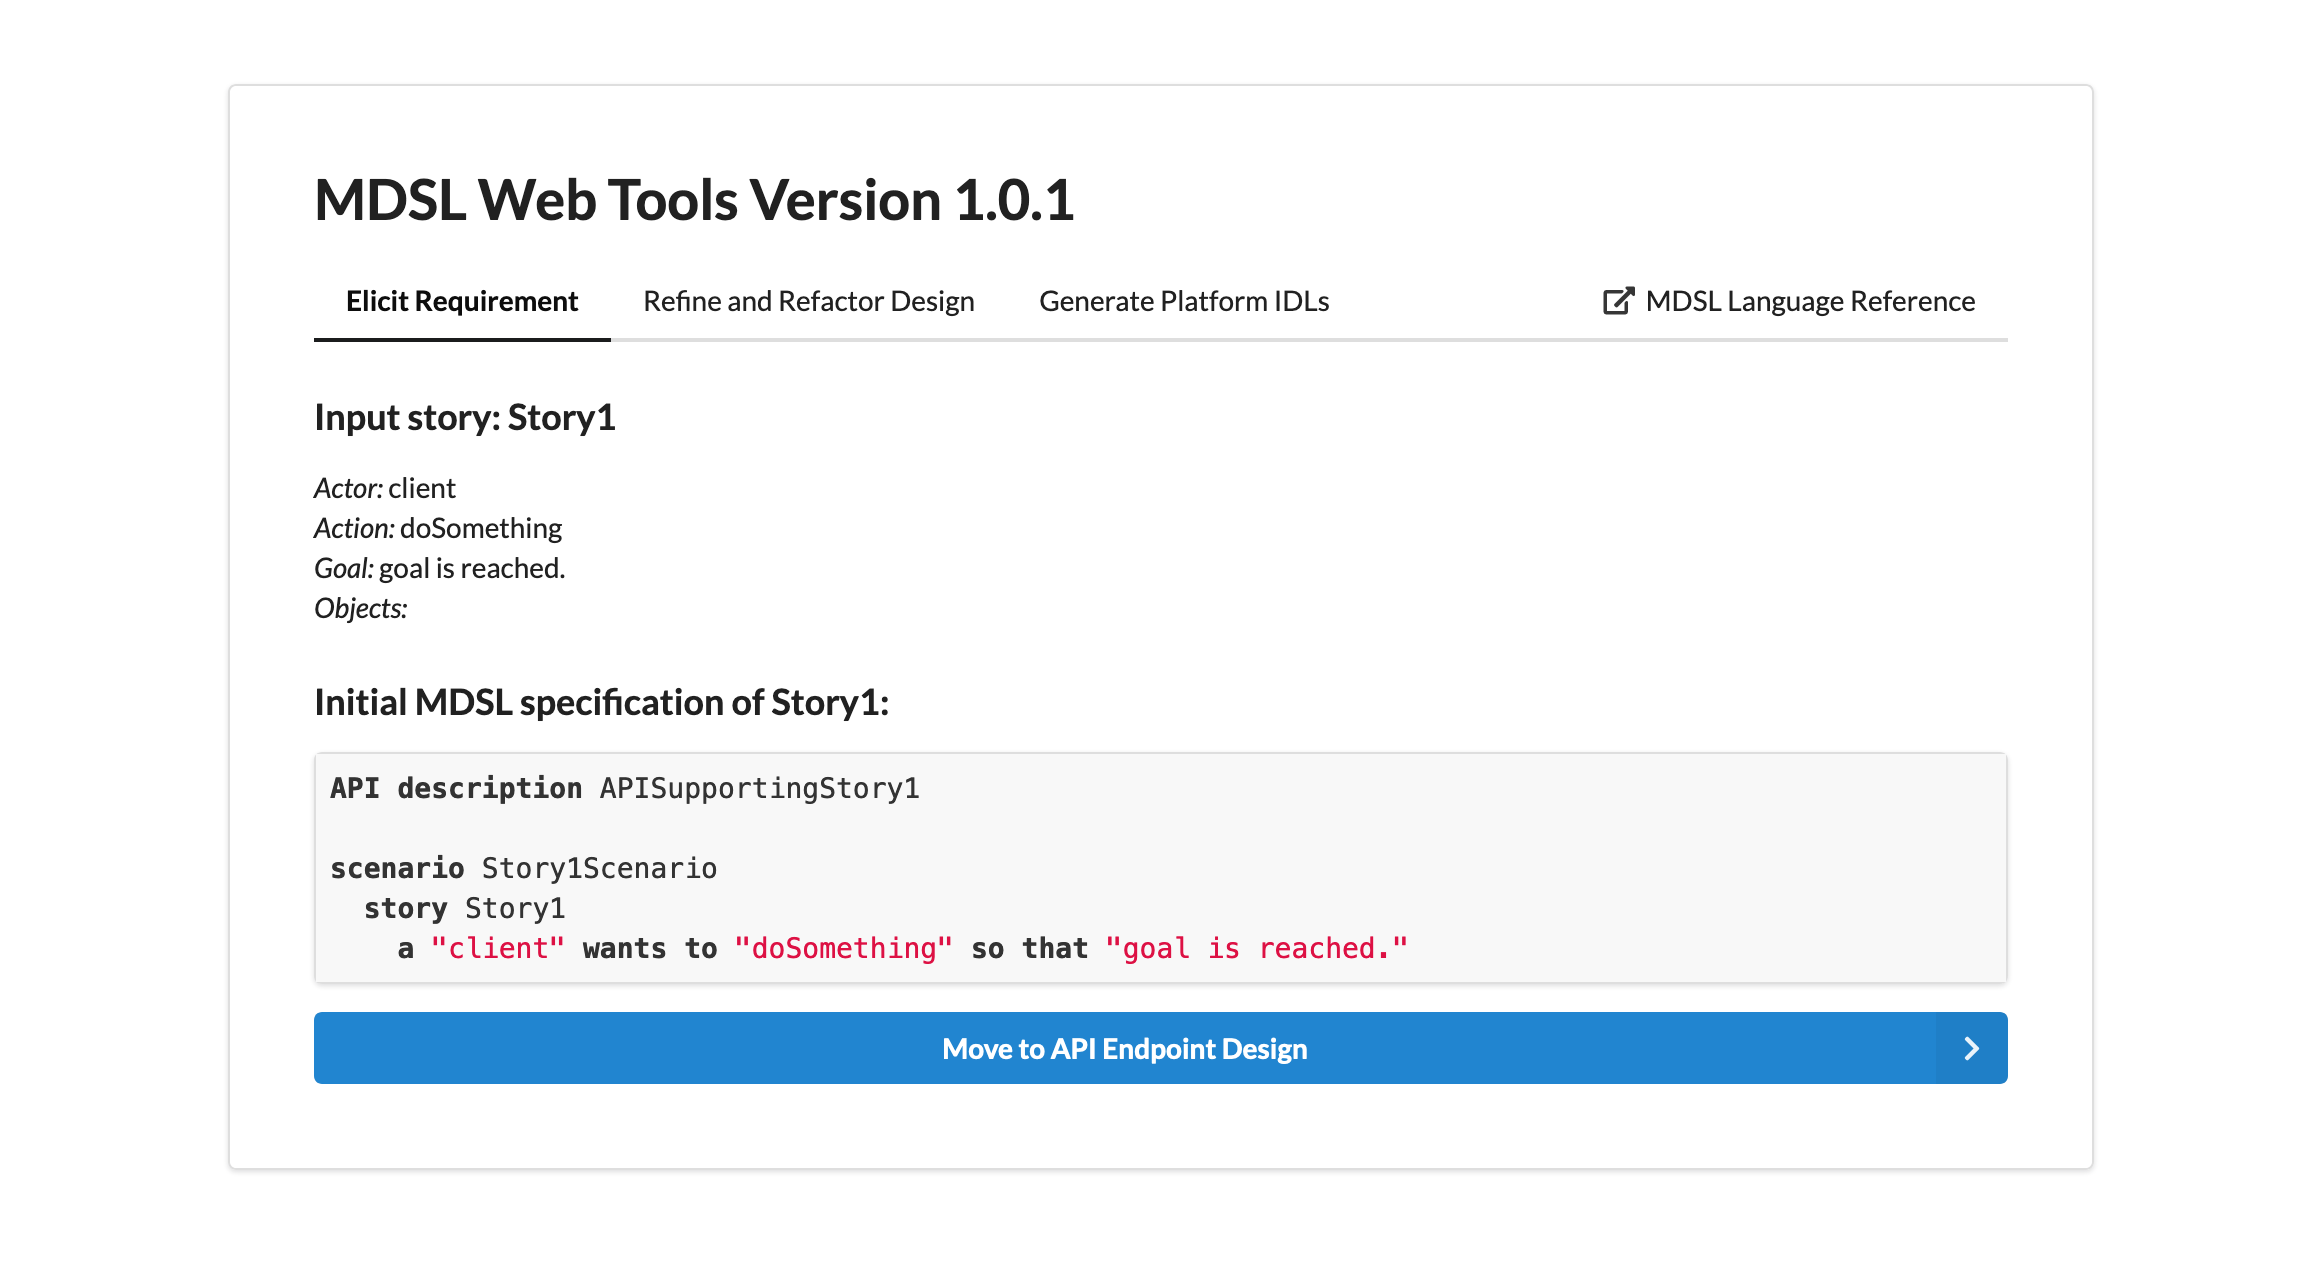 MDSL Web Tools Version 1.0.1
Elicit Requirement Refine and Refactor Design Generate Platform IDLs MDSL Language Reference
Input story: Story1
Actor: client
Action: doSomething
Goal: goal is reached.
Objects:
Initial MDSL specification of Story1:
API description APISupportingStory1
scenario Story1Scenario
story Story1
a "client" wants to "doSomething" so that "goal is reached."
Move to API Endpoint Design